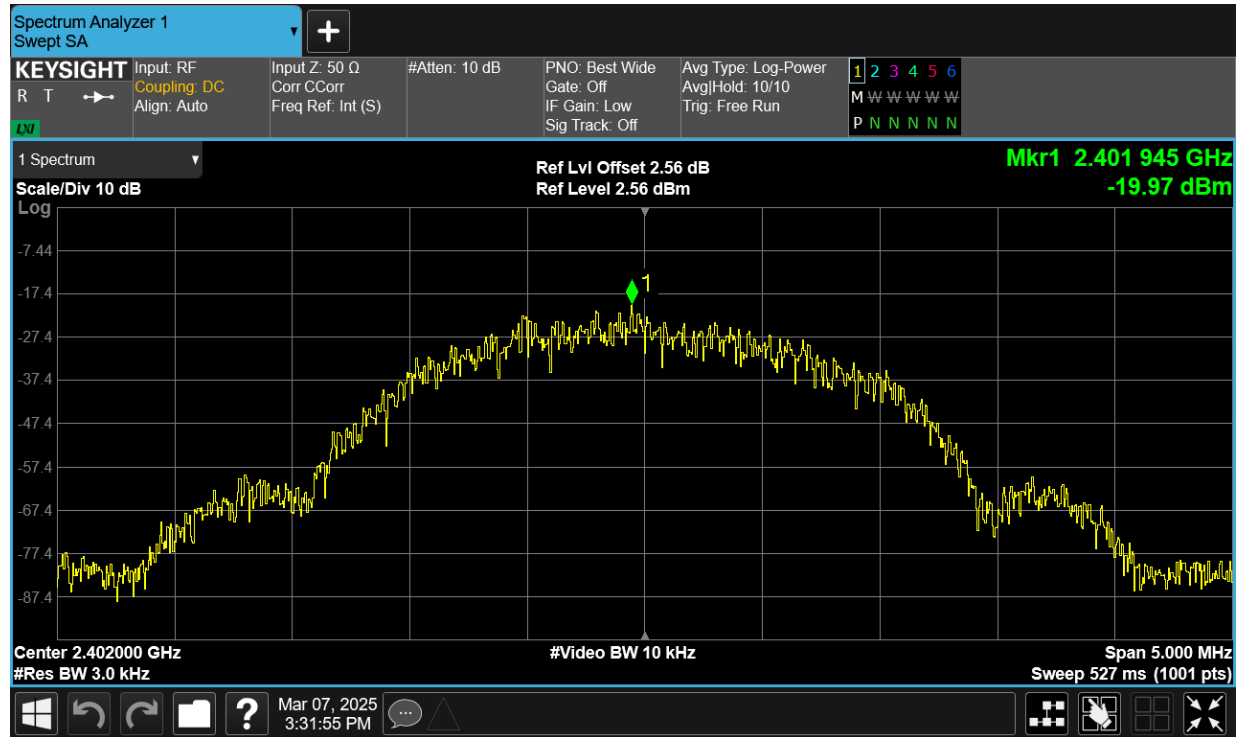 Spectrum Analyzer 1
Swept SA
+
KEYSIGHT
R T
LXI
Input: RF
Coupling: DC
Align: Auto
Input Z: 50 Ω
Corr CCorr
Freq Ref: Int (S)
#Atten: 10 dB
PNO: Best Wide
Gate: Off
IF Gain: Low
Sig Track: Off
Avg Type: Log-Power
Avg|Hold: 10/10
Trig: Free Run
1 2 3 4 5 6
M W W W W W
P N N N N N
1 Spectrum
Scale/Div 10 dB
Log
Ref Lvl Offset 2.56 dB
Ref Level 2.56 dBm
Mkr1 2.401 945 GHz
-19.97 dBm
1
-7.44
-17.4
-27.4
-37.4
-47.4
-57.4
-67.4
-77.4
-87.4
Center 2.402000 GHz
#Res BW 3.0 kHz
#Video BW 10 kHz
Span 5.000 MHz
Sweep 527 ms (1001 pts)
?
Mar 07, 2025
3:31:55 PM